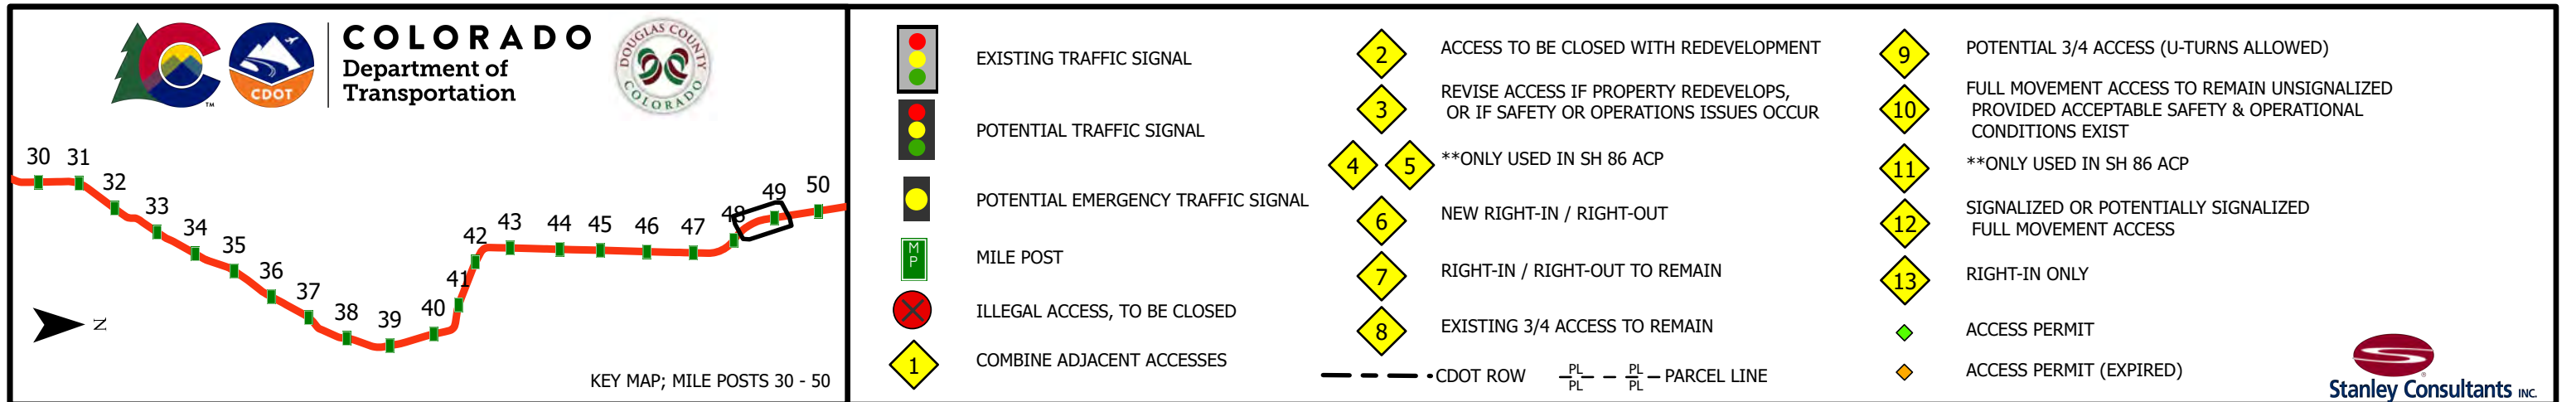 COLORADO
Department of
Transportation
TM
CDOT
DOUGLAS COUNTY
COLORADO
30
31
32
33
34
35
36
37
38
39
40
41
42
43
44
45
46
47
48
49
50
N
KEY MAP; MILE POSTS 30 - 50
EXISTING TRAFFIC SIGNAL
POTENTIAL TRAFFIC SIGNAL
POTENTIAL EMERGENCY TRAFFIC SIGNAL
M
P
MILE POST
ILLEGAL ACCESS, TO BE CLOSED
1
COMBINE ADJACENT ACCESSES
2
ACCESS TO BE CLOSED WITH REDEVELOPMENT
3
REVISE ACCESS IF PROPERTY REDEVELOPS,
OR IF SAFETY OR OPERATIONS ISSUES OCCUR
4
5
**ONLY USED IN SH 86 ACP
6
NEW RIGHT-IN / RIGHT-OUT
7
RIGHT-IN / RIGHT-OUT TO REMAIN
8
EXISTING 3/4 ACCESS TO REMAIN
CDOT ROW
PL
PL
PL
PL
PARCEL LINE
9
POTENTIAL 3/4 ACCESS (U-TURNS ALLOWED)
10
FULL MOVEMENT ACCESS TO REMAIN UNSIGNALIZED
PROVIDED ACCEPTABLE SAFETY & OPERATIONAL
CONDITIONS EXIST
11
**ONLY USED IN SH 86 ACP
12
SIGNALIZED OR POTENTIALLY SIGNALIZED
FULL MOVEMENT ACCESS
13
RIGHT-IN ONLY
ACCESS PERMIT
ACCESS PERMIT (EXPIRED)
Stanley Consultants INC.